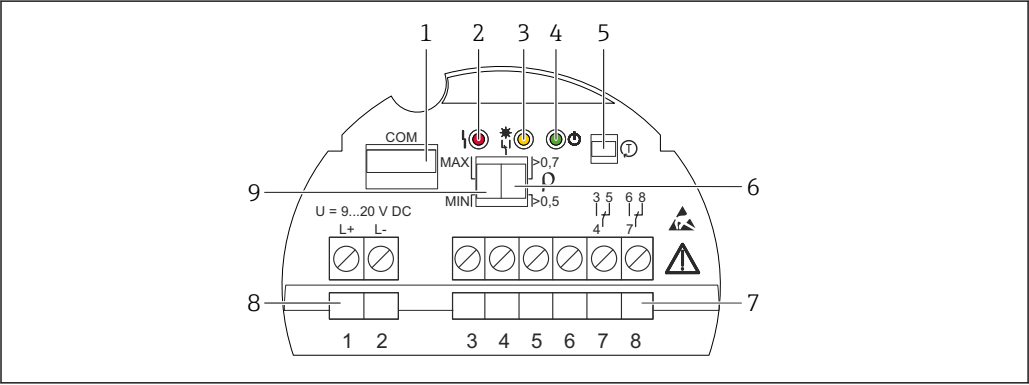 1 2 3 4 5
COM
MAX >0,7
9 ρ 6
MIN >0,5
3 5 6 8
4 7
U = 9...20 V DC
L+ L-
T
8 7
1 2 3 4 5 6 7 8